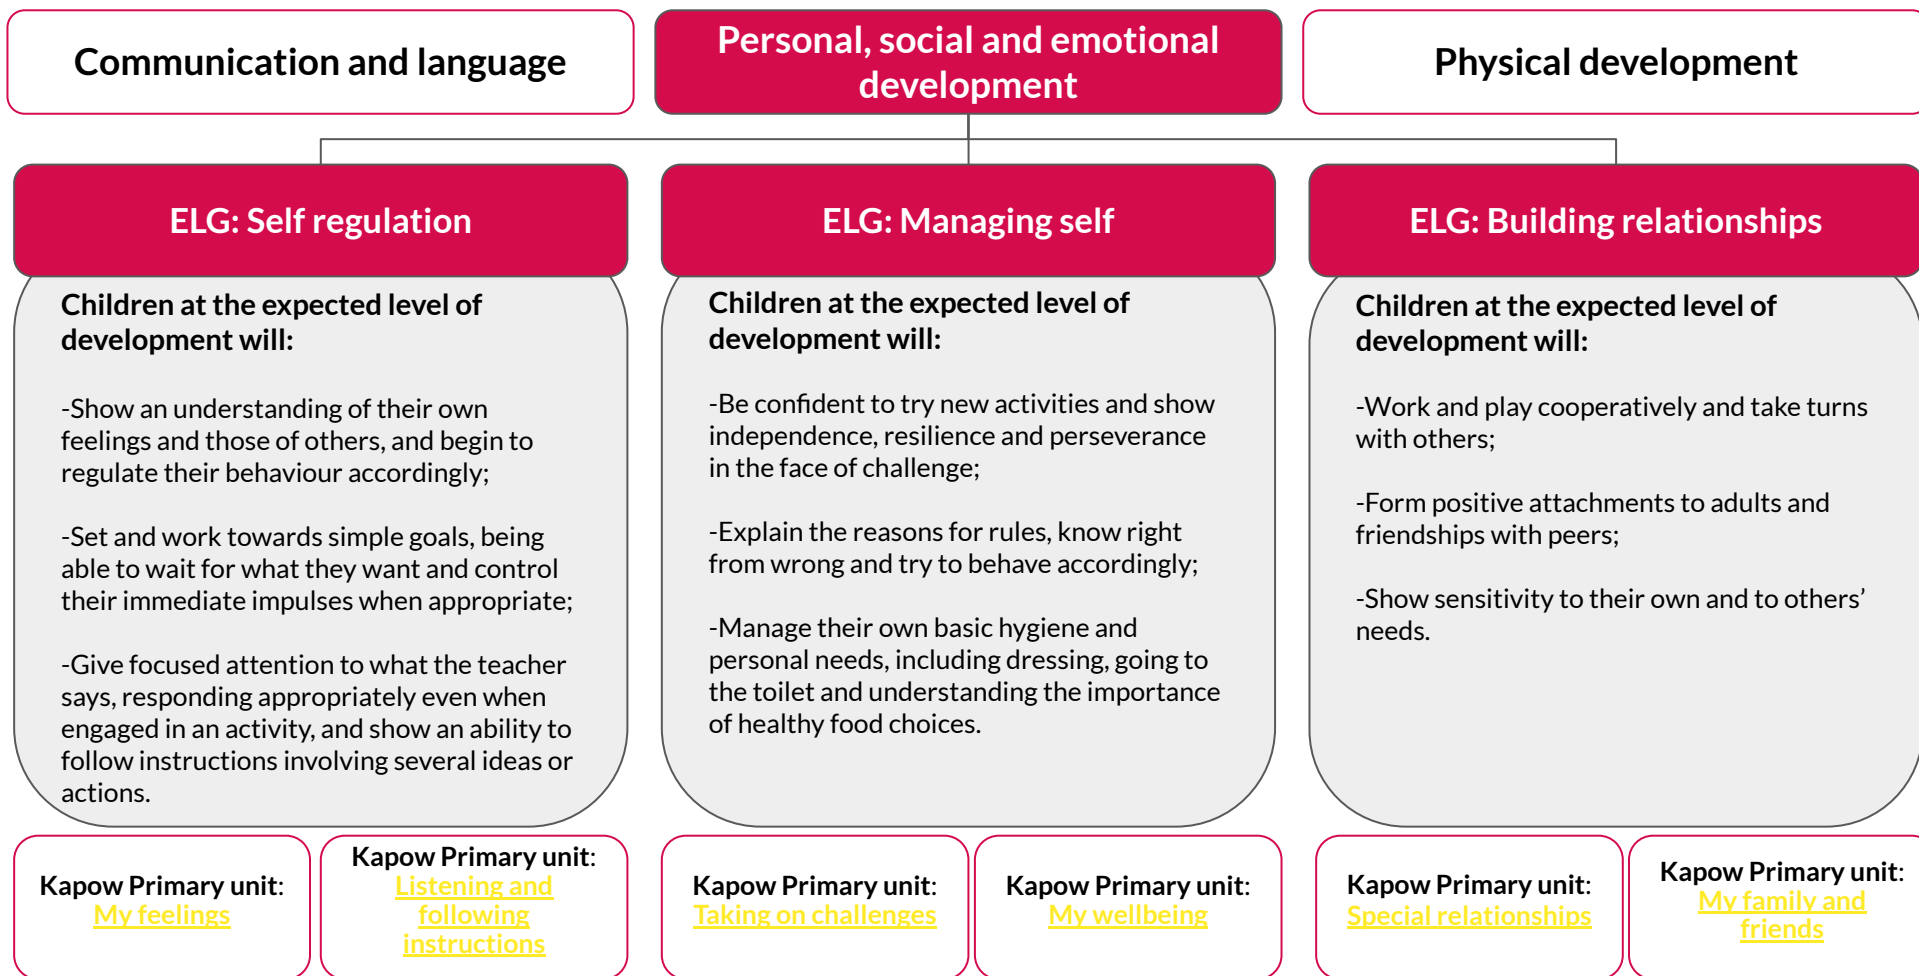 Communication and language
Personal, social and emotional
development
Physical development
ELG: Self regulation
Children at the expected level of
development will:
-Show an understanding of their own
feelings and those of others, and begin to
regulate their behaviour accordingly;
-Set and work towards simple goals, being
able to wait for what they want and control
their immediate impulses when appropriate;
-Give focused attention to what the teacher
says, responding appropriately even when
engaged in an activity, and show an ability to
follow instructions involving several ideas or
actions.
Kapow Primary unit:
My feelings
Kapow Primary unit:
Listening and
following
instructions
ELG: Managing self
Children at the expected level of
development will:
-Be confident to try new activities and show
independence, resilience and perseverance
in the face of challenge;
-Explain the reasons for rules, know right
from wrong and try to behave accordingly;
-Manage their own basic hygiene and
personal needs, including dressing, going to
the toilet and understanding the importance
of healthy food choices.
Kapow Primary unit:
Taking on challenges
Kapow Primary unit:
My wellbeing
ELG: Building relationships
Children at the expected level of
development will:
-Work and play cooperatively and take turns
with others;
-Form positive attachments to adults and
friendships with peers;
-Show sensitivity to their own and to others’
needs.
Kapow Primary unit:
Special relationships
Kapow Primary unit:
My family and
friends